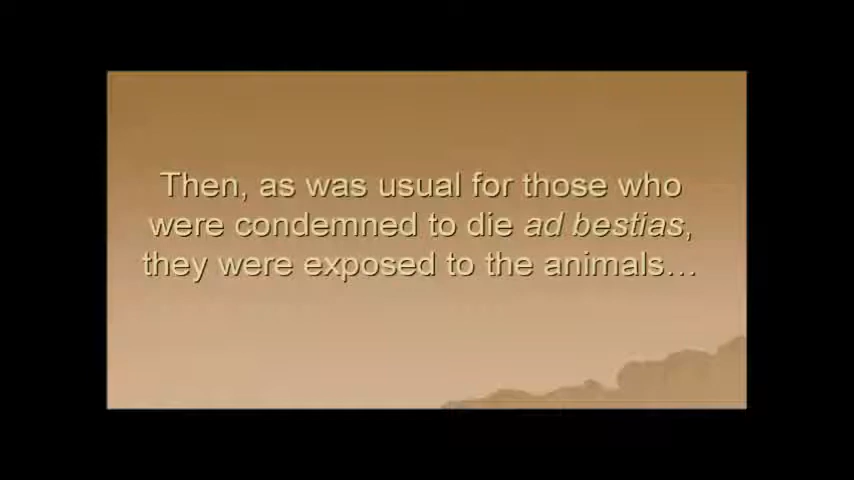 Then, as was usual for those who
were condemned to die ad bestias,
they were exposed to the animals…